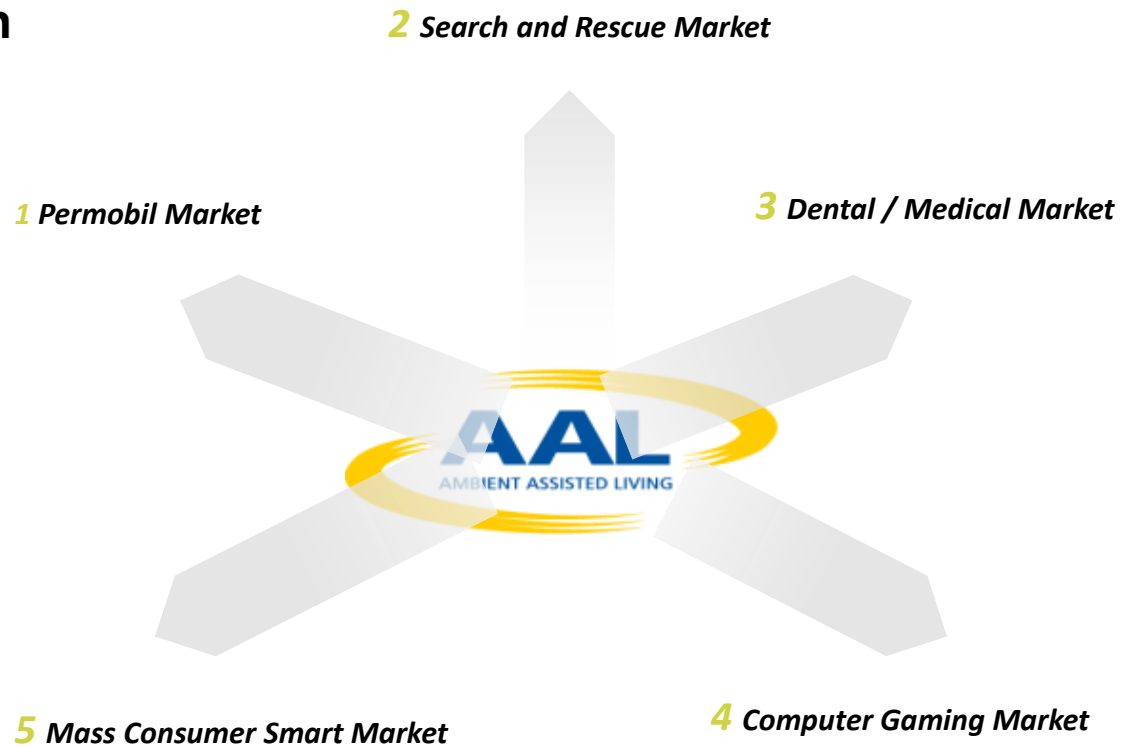 n
2 Search and Rescue Market
1 Permobil Market
3 Dental / Medical Market
AAL
AMBIENT ASSISTED LIVING
4 Computer Gaming Market
5 Mass Consumer Smart Market